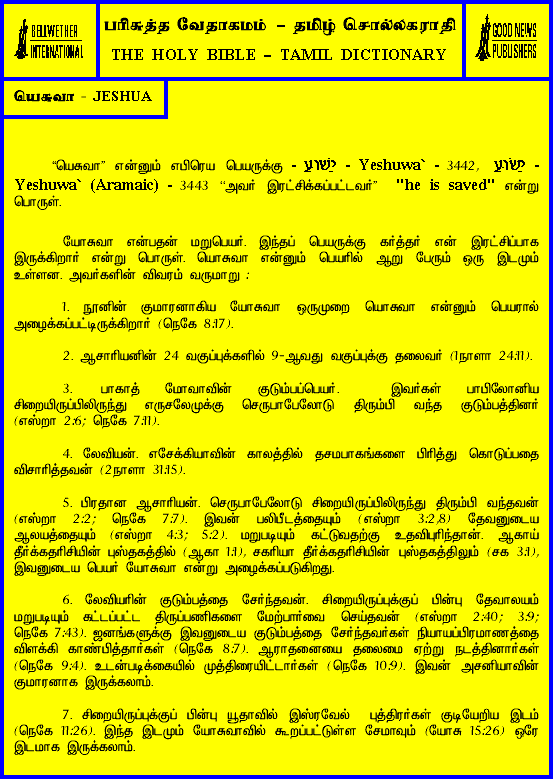 BELLWETHER
INTERNATIONAL
பரிசுத்த வேதாகமம் – தமிழ் சொல்லகராதி
THE HOLY BIBLE – TAMIL DICTIONARY
GOOD NEWS
PUBLISHERS
யெசுவா - JESHUA
“யெசுவா” என்னும் எபிரெய பெயருக்கு - יֵשׁוּעַ - Yeshuwa` - 3442, יֵשׁוּעַ -
Yeshuwa` (Aramaic) - 3443 “அவர் இரட்சிக்கப்பட்டவர்” "he is saved" என்று
பொருள்.
யோசுவா என்பதன் மறுபெயர். இந்தப் பெயருக்கு கர்த்தர் என் இரட்சிப்பாக
இருக்கிறார் என்று பொருள். யொசுவா என்னும் பெயரில் ஆறு பேரும் ஒரு இடமும்
உள்ளன. அவர்களின் விவரம் வருமாறு :
1. நூனின் குமாரனாகிய யோசுவா ஒருமுறை யொசுவா என்னும் பெயரால்
அழைக்கப்பட்டிருக்கிறார் (நெகே 8:17).
2. ஆசாரியனின் 24 வகுப்புக்களில் 9-ஆவது வகுப்புக்கு தலைவர் (1நாளா 24:11).
3. பாகாத் மோவாவின் குடும்பப்பெயர். இவர்கள் பாபிலோனிய
சிறையிருப்பிலிருந்து எருசலேமுக்கு செருபாபேலோடு திரும்பி வந்த குடும்பத்தினர்
(எஸ்றா 2:6; நெகே 7:11).
4. லேவியன். எசேக்கியாவின் காலத்தில் தசமபாகங்களை பிரித்து கொடுப்பதை
விசாரித்தவன் (2நாளா 31:15).
5. பிரதான ஆசாரியன். செருபாபேலோடு சிறையிருப்பிலிருந்து திரும்பி வந்தவன்
(எஸ்றா 2:2; நெகே 7:7). இவன் பலிபீடத்தையும் (எஸ்றா 3:2,8) தேவனுடைய
ஆலயத்தையும் (எஸ்றா 4:3; 5:2). மறுபடியும் கட்டுவதற்கு உதவிபுரிந்தான். ஆகாய்
தீர்க்கதரிசியின் புஸ்தகத்தில் (ஆகா 1:1), சகரியா தீர்க்கதரிசியின் புஸ்தகத்திலும் (சக 3:1),
இவனுடைய பெயர் யோசுவா என்று அழைக்கப்படுகிறது.
6. லேவியரின் குடும்பத்தை சேர்ந்தவன். சிறையிருப்புக்குப் பின்பு தேவாலயம்
மறுபடியும் கட்டப்பட்ட திருப்பணிகளை மேற்பார்வை செய்தவன் (எஸ்றா 2:40; 3:9;
நெகே 7:43). ஜனங்களுக்கு இவனுடைய குடும்பத்தை சேர்ந்தவர்கள் நியாயப்பிரமாணத்தை
விளக்கி காண்பித்தார்கள் (நெகே 8:7). ஆராதனையை தலைமை ஏற்று நடத்தினார்கள்
(நெகே 9:4). உடன்படிக்கையில் முத்திரையிட்டார்கள் (நெகே 10:9). இவன் அசனியாவின்
குமாரனாக இருக்கலாம்.
7. சிறையிருப்புக்குப் பின்பு யூதாவில் இஸ்ரவேல் புத்திரர்கள் குடியேறிய இடம்
(நெகே 11:26). இந்த இடமும் யோசுவாவில் கூறப்பட்டுள்ள சேமாவும் (யோசு 15:26) ஒரே
இடமாக இருக்கலாம்.